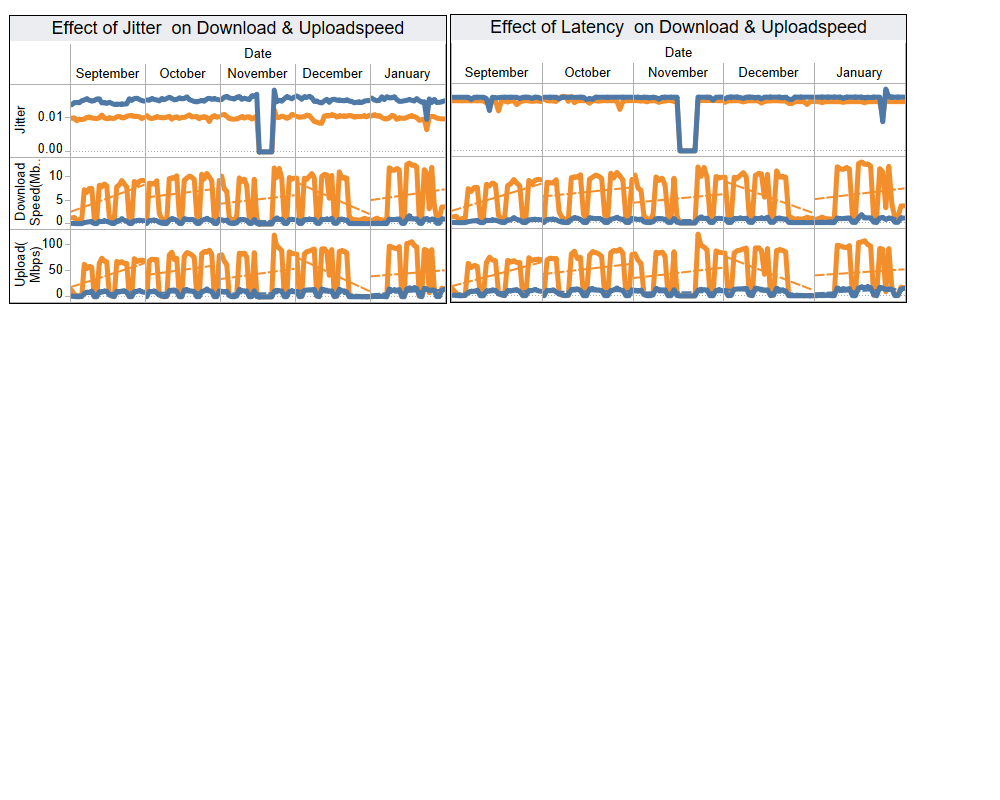 Effect of Jitter  on Download & Uploadspeed
Date
September October November December January
Jitter
0.01
0.00
Download
Speed(Mb..
10
5
0
Upload(
Mbps)
100
50
0
Effect of Latency  on Download & Uploadspeed
Date
September October November December January